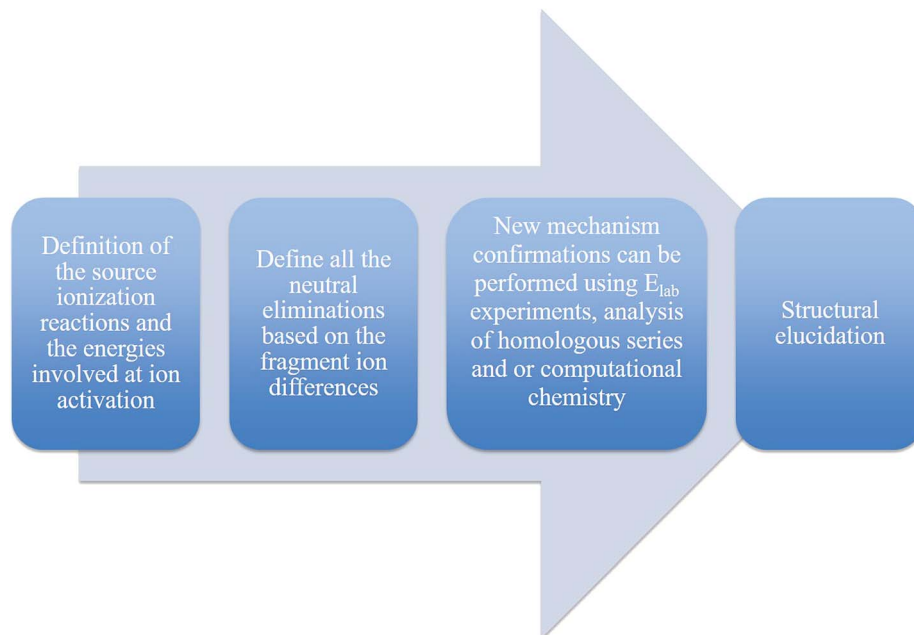 Definition of
the source
ionization
reactions and
the energies
involved at ion
activation
Define all the
neutral
eliminations
based on the
fragment ion
differences
New mechanism
confirmations can be
performed using Elab
experiments, analysis
of homologous series
and or computational
chemistry
Structural
elucidation